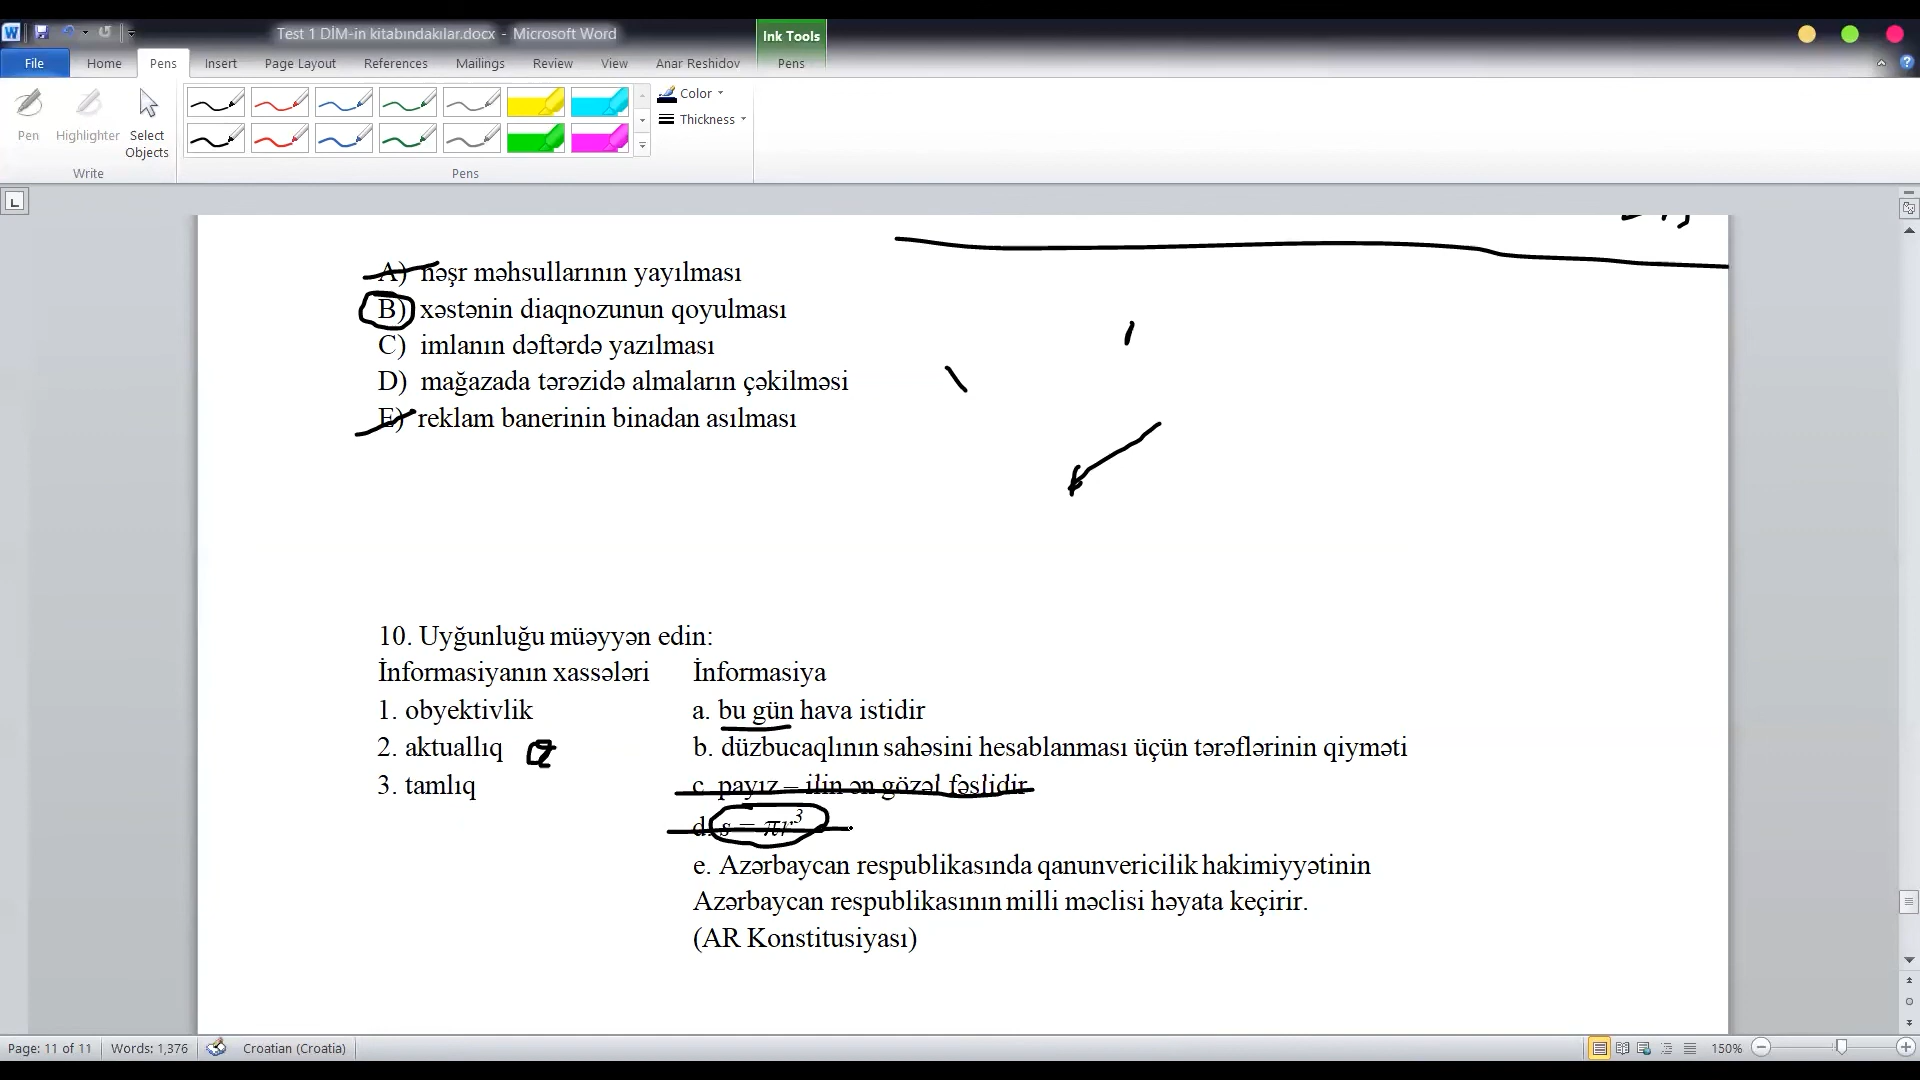 Test 1 DİM-in kitabındakılar.docx - Microsoft Word
Ink Tools
File Home Pens Insert Page Layout References Mailings Review View Anar Reshidov Pens
Pen
Highlighter
Select Objects
Color
Thickness
Write
Pens
A) nəşr məhsullarının yayılması
B) xəstənin diaqnozunun qoyulması
C) imlanın dəftərdə yazılması
D) mağazada tərəzidə almaların çəkilməsi
E) reklam banerinin binadan asılması
10. Uyğunluğu müəyyən edin:
İnformasiyanın xassələri İnformasiya
1. obyektivlik a. bu gün hava istidir
2. aktuallıq a b. düzbucaqlının sahəsini hesablanması üçün tərəflərinin qiyməti
3. tamlıq c. payız – ilin ən gözəl fəslidir
d. s = πr³
e. Azərbaycan respublikasında qanunvericilik hakimiyyətinin
Azərbaycan respublikasının milli məclisi həyata keçirir.
(AR Konstitusiyası)
Page: 11 of 11 Words: 1,376 Croatian (Croatia) 150%